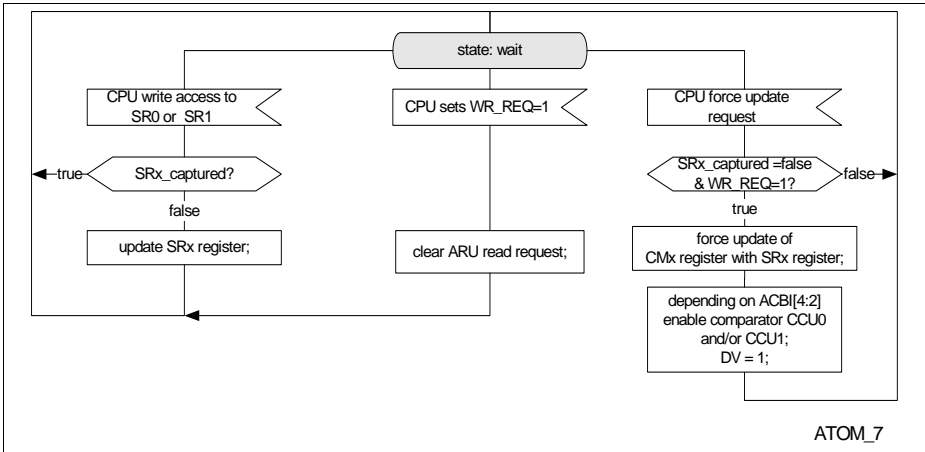 state: wait
CPU write access to
SR0 or SR1
CPU sets WR_REQ=1
CPU force update
request
true
SRx_captured?
SRx_captured =false
& WR_REQ=1?
false
false
true
update SRx register;
clear ARU read request;
force update of
CMx register with SRx register;
depending on ACBI[4:2]
enable comparator CCU0
and/or CCU1;
DV = 1;
ATOM_7